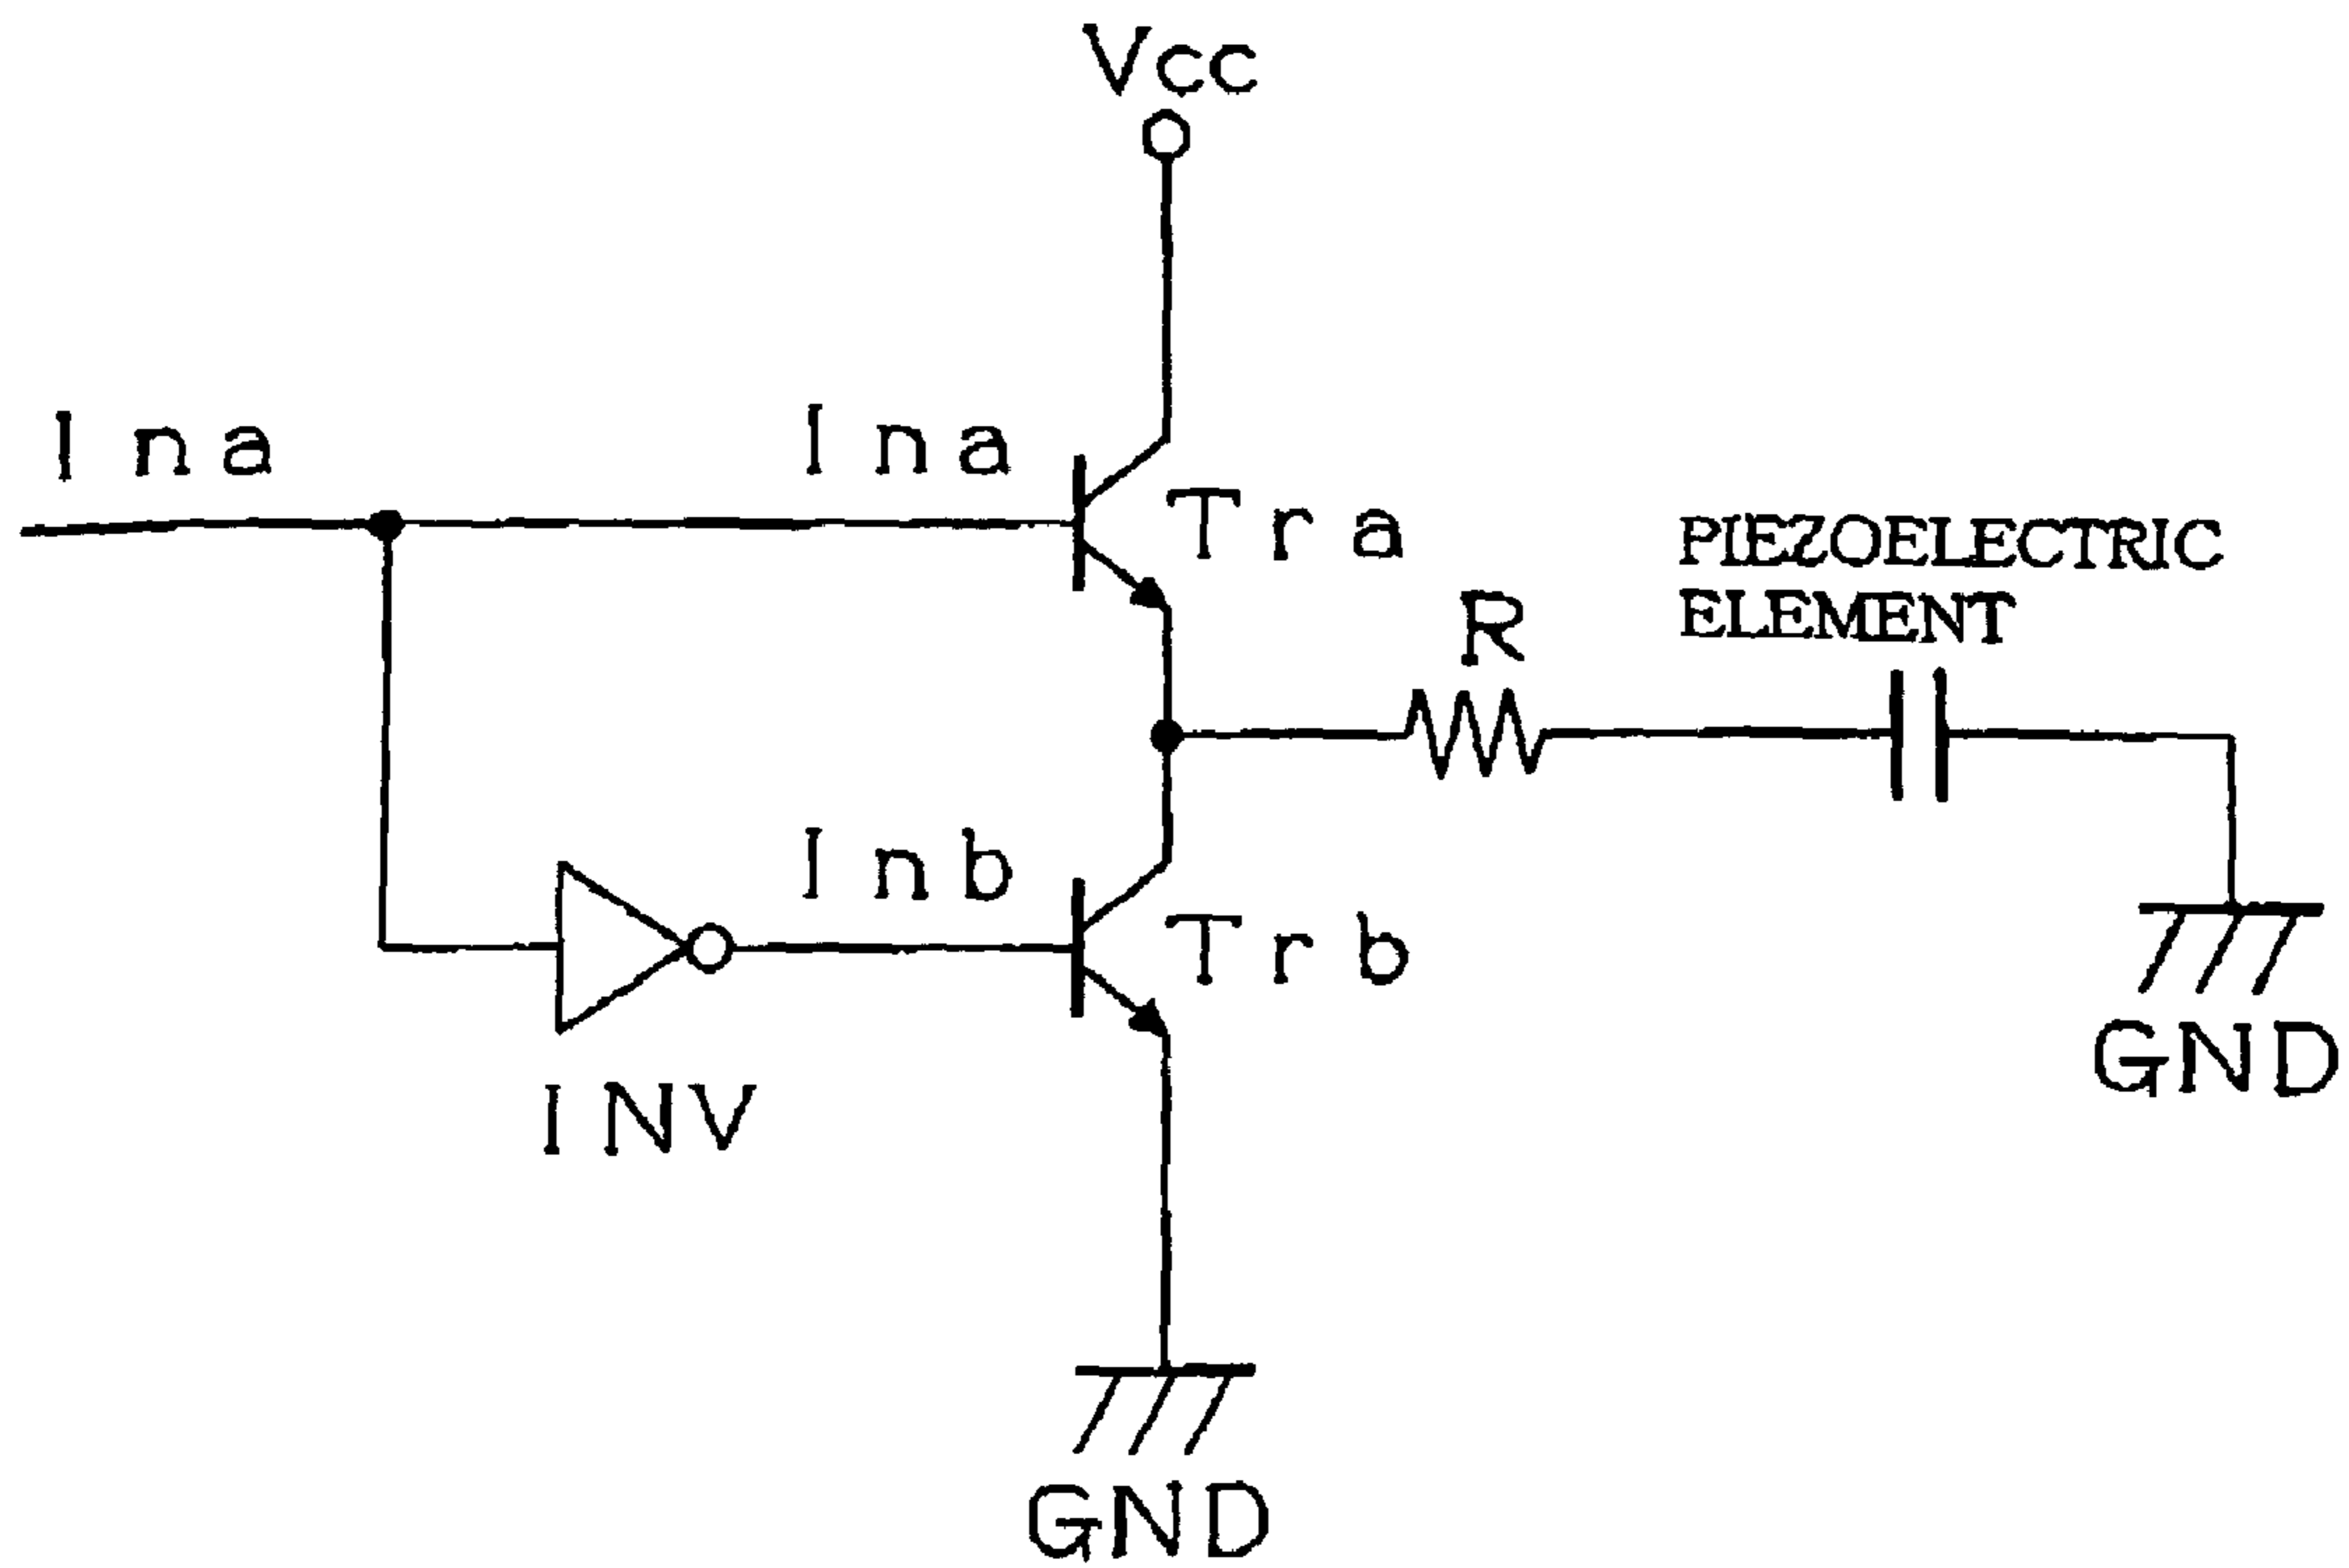 Vcc
Ina
Ina
Tra
PIEZOELECTRIC
ELEMENT
R
Inb
Trb
INV
GND
GND